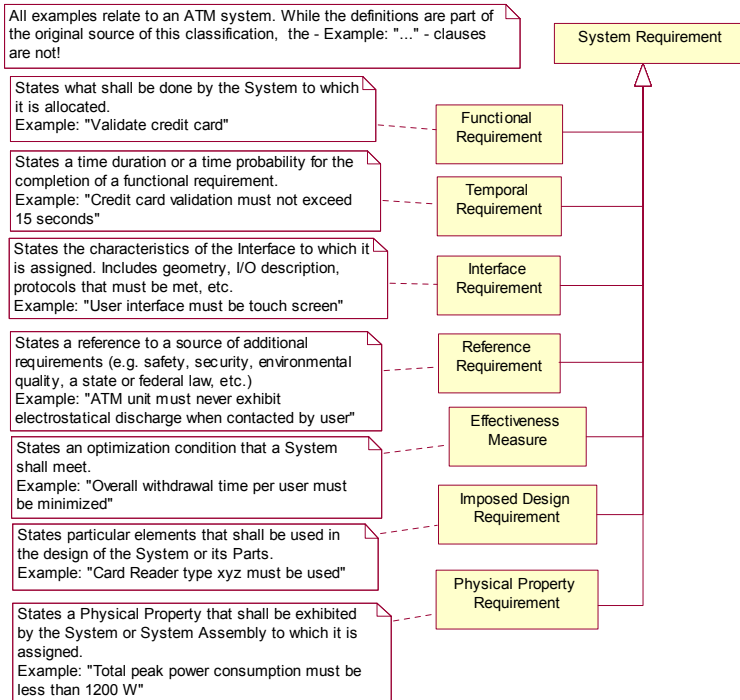 All examples relate to an ATM system. While the definitions are part of
the original source of this classification,  the - Example: "..." - clauses
are not!
System Requirement
States what shall be done by the System to which
it is allocated.
Example: "Validate credit card"
Functional
Requirement
States a time duration or a time probability for the
completion of a functional requirement.
Example: "Credit card validation must not exceed
15 seconds"
Temporal
Requirement
States the characteristics of the Interface to which it
is assigned. Includes geometry, I/O description,
protocols that must be met, etc.
Example: "User interface must be touch screen"
Interface
Requirement
States a reference to a source of additional
requirements (e.g. safety, security, environmental
quality, a state or federal law, etc.)
Example: "ATM unit must never exhibit
electrostatical discharge when contacted by user"
Reference
Requirement
States an optimization condition that a System
shall meet.
Example: "Overall withdrawal time per user must
be minimized"
Effectiveness
Measure
States particular elements that shall be used in
the design of the System or its Parts.
Example: "Card Reader type xyz must be used"
Imposed Design
Requirement
States a Physical Property that shall be exhibited
by the System or System Assembly to which it is
assigned.
Example: "Total peak power consumption must be
less than 1200 W"
Physical Property
Requirement